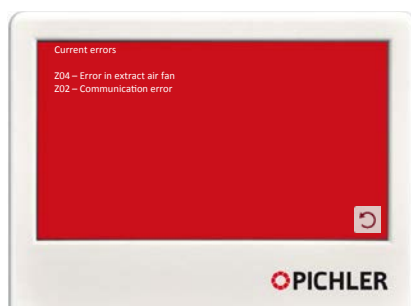 Current errors
Z04 – Error in extract air fan
Z02 – Communication error
PICHLER